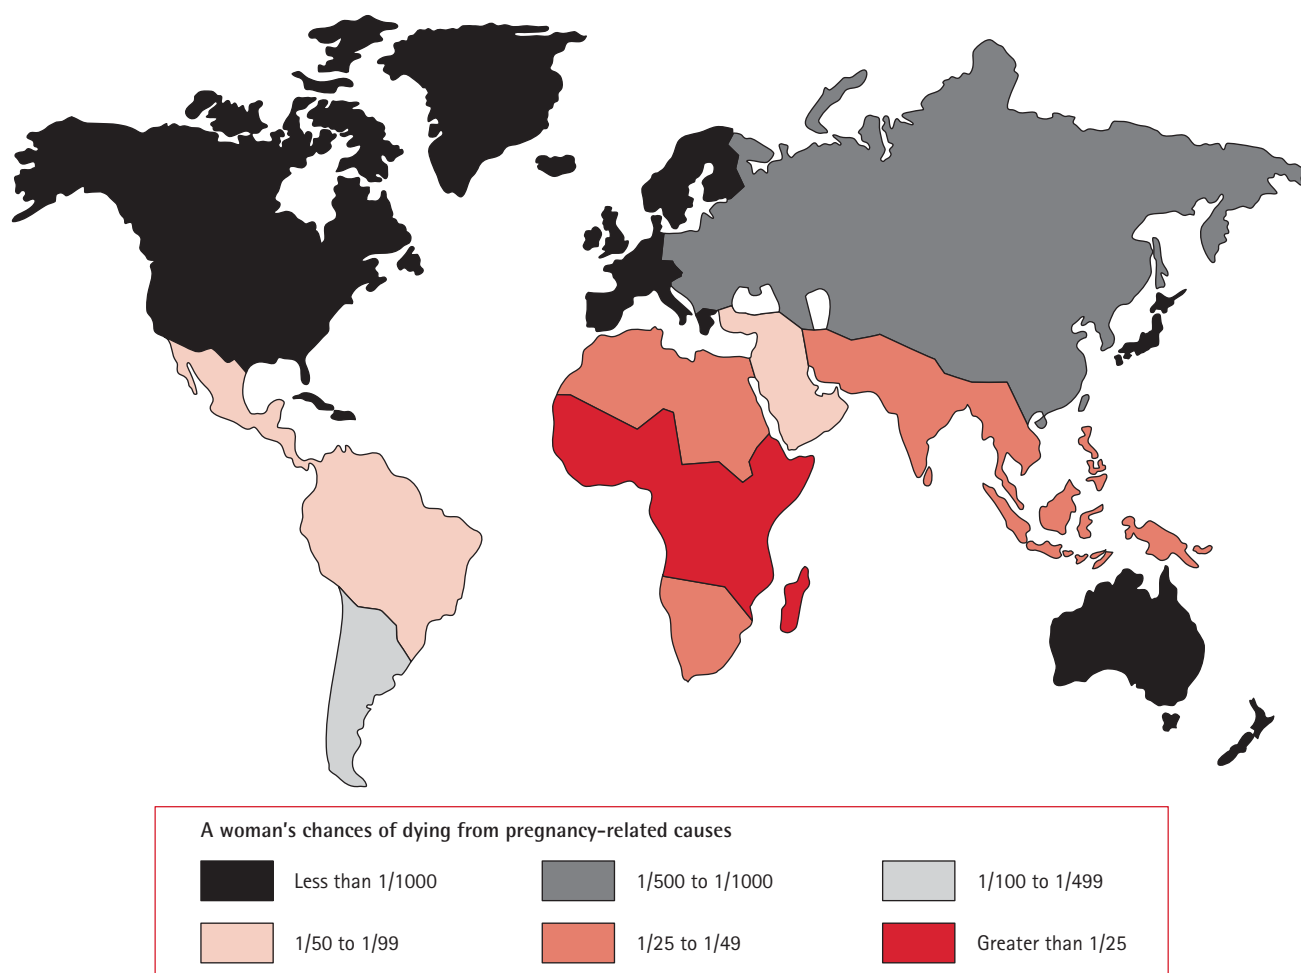 A woman's chances of dying from pregnancy-related causes
Less than 1/1000
1/500 to 1/1000
1/100 to 1/499
1/50 to 1/99
1/25 to 1/49
Greater than 1/25